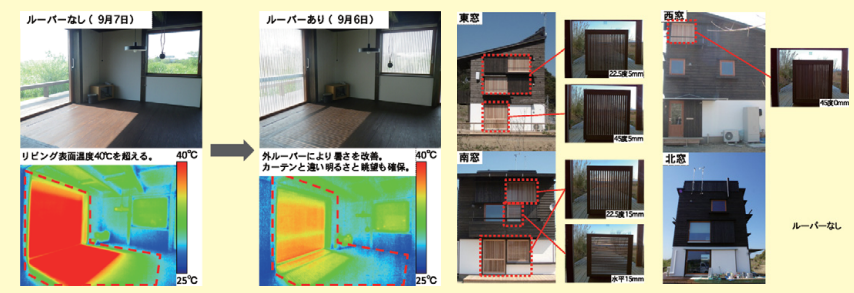 ルーバーなし( 9月7日)
ルーバーあり( 9月6日)
リビング表面温度40℃を超える。
40℃
25℃
外ルーバーにより暑さを改善。
カーテンと違い明るさと眺望も確保。
40℃
25℃
東窓
22.5度5mm
45度5mm
西窓
45度0mm
南窓
22.5度15mm
水平15mm
北窓
ルーバーなし